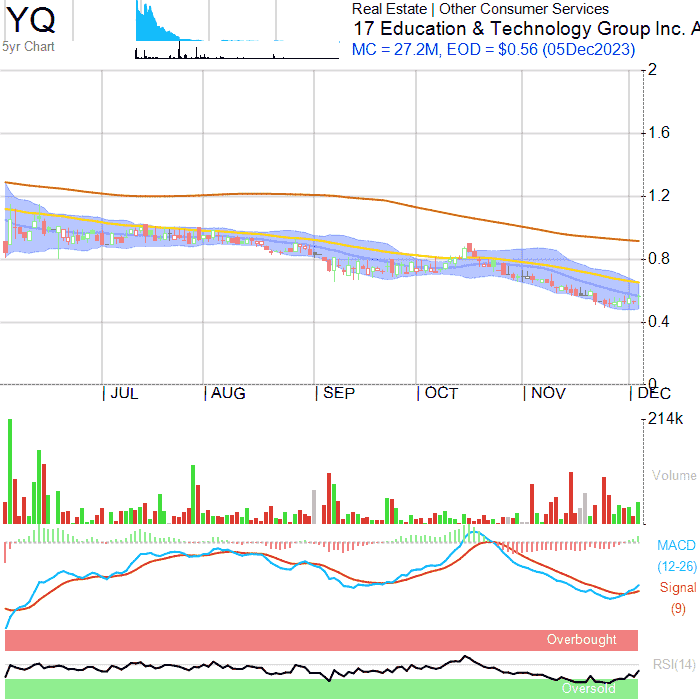 YQ
5yr Chart
Real Estate | Other Consumer Services
17 Education & Technology Group Inc. A
MC = 27.2M, EOD = $0.56 (05Dec2023)
2
1.6
1.2
0.8
0.4
0
JUL AUG SEP OCT NOV DEC
214k
Volume
MACD
(12-26)
Signal
(9)
Overbought
RSI(14)
Oversold